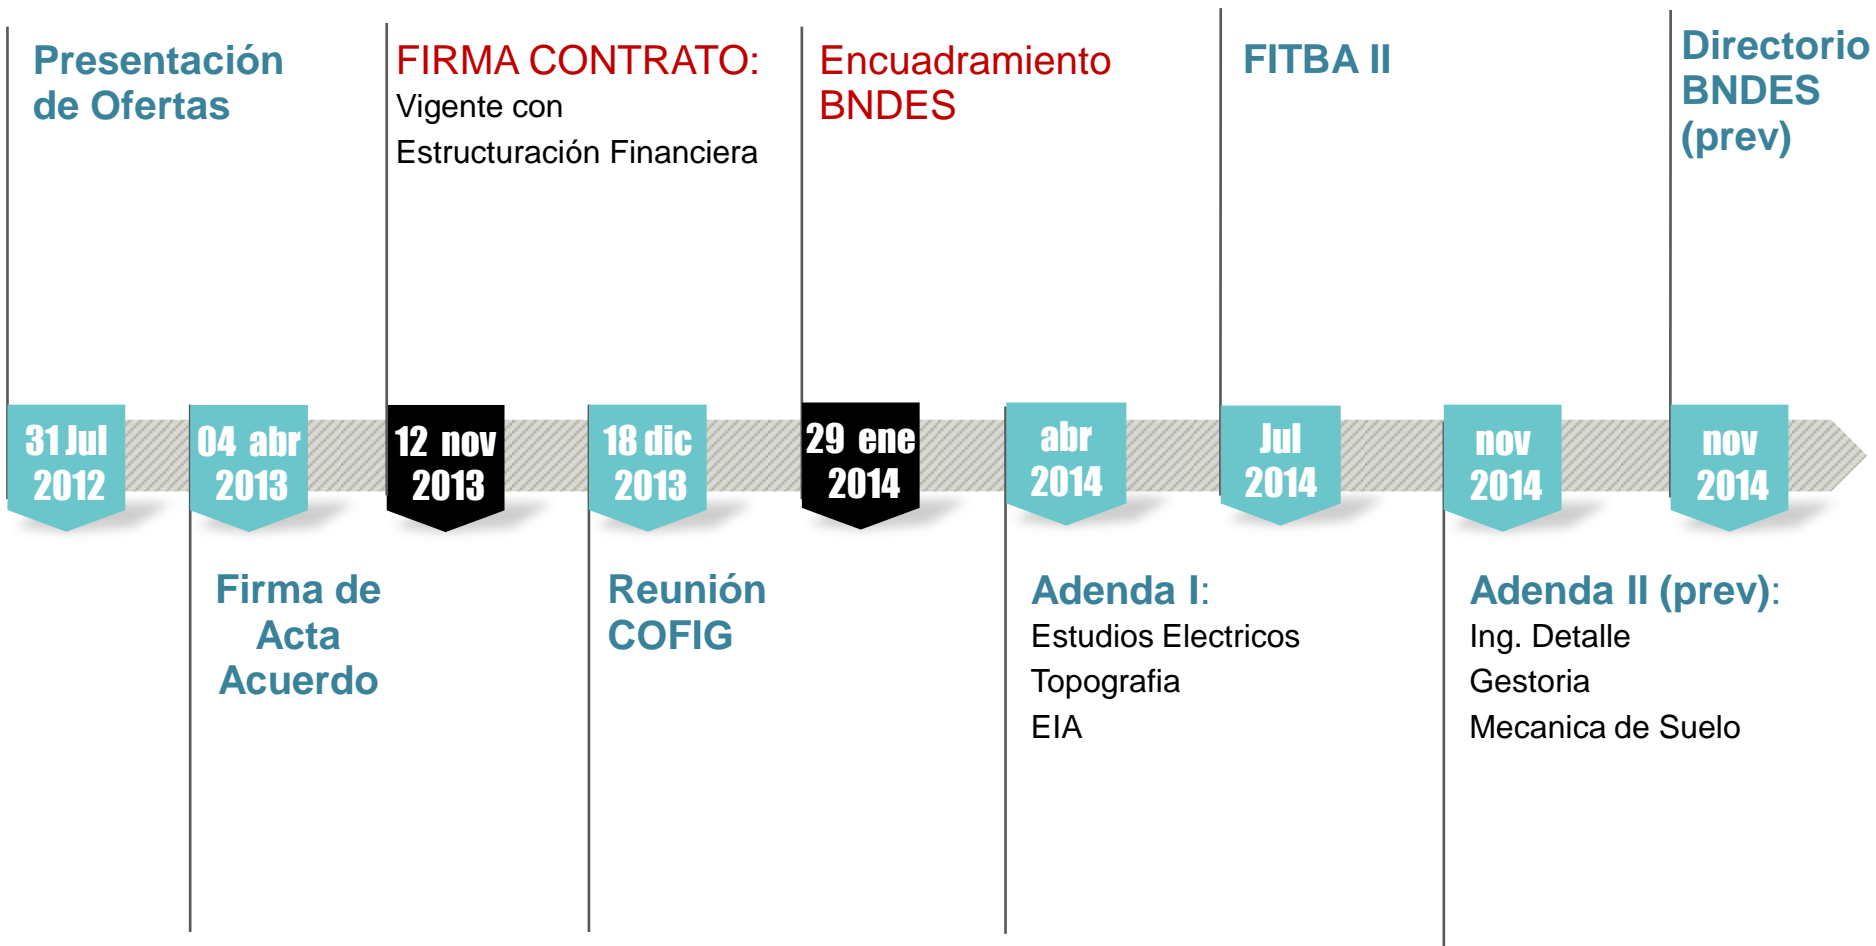 Presentación
de Ofertas
FIRMA CONTRATO:
Vigente con
Estructuración Financiera
Encuadramiento
BNDES
FITBA II
Directorio
BNDES
(prev)
31 Jul
2012
04 abr
2013
12 nov
2013
18 dic
2013
29 ene
2014
abr
2014
Jul
2014
nov
2014
nov
2014
Firma de
Acta
Acuerdo
Reunión
COFIG
Adenda I:
Estudios Electricos
Topografia
EIA
Adenda II (prev):
Ing. Detalle
Gestoria
Mecanica de Suelo